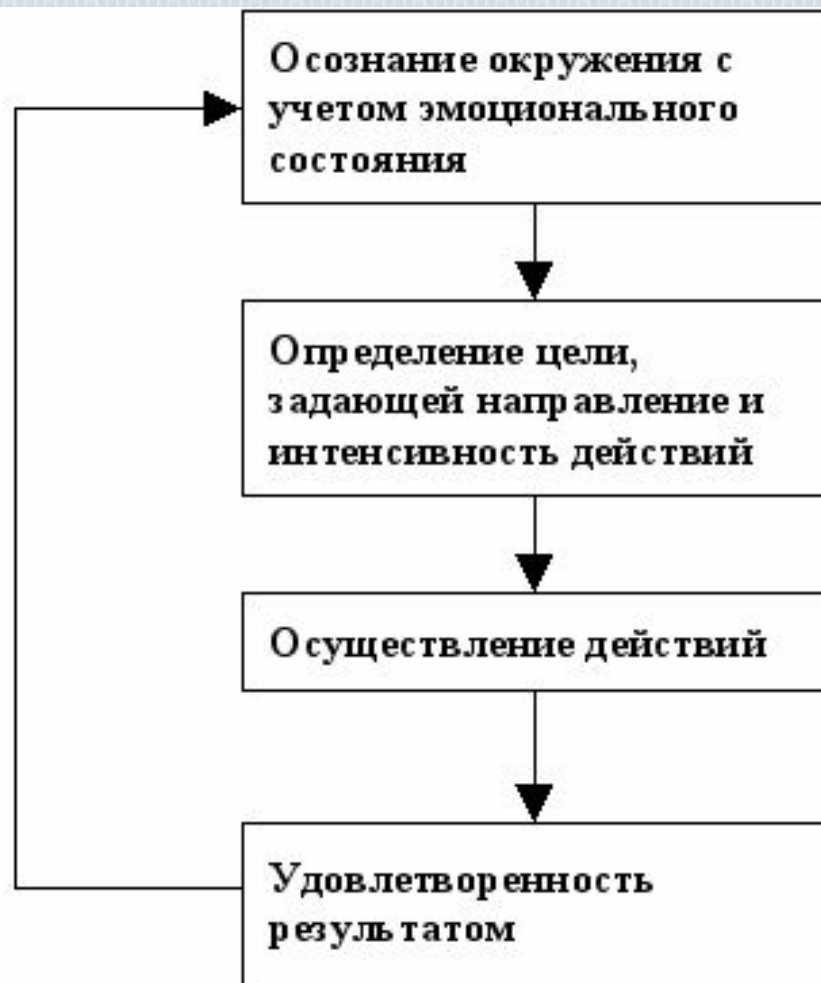 Осознание окружения с
учетом эмоционального
состояния
Определение цели,
задающей направление и
интенсивность действий
Осуществление действий
Удовлетворенность
результатом